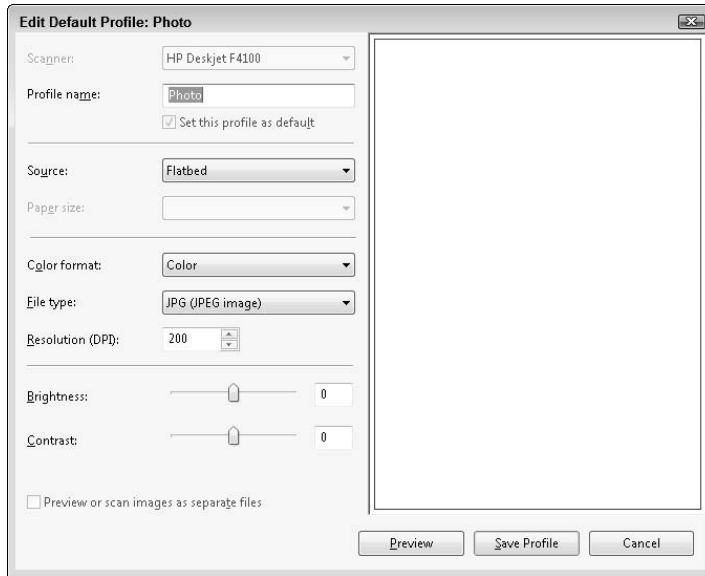 Edit Default Profile: Photo
Scanner: HP Deskjet F4100
Profile name: Photo
Set this profile as default
Source: Flatbed
Paper size:
Color format: Color
File type: JPG (JPEG image)
Resolution (DPI): 200
Brightness: 0
Contrast: 0
Preview or scan images as separate files
Preview Save Profile Cancel